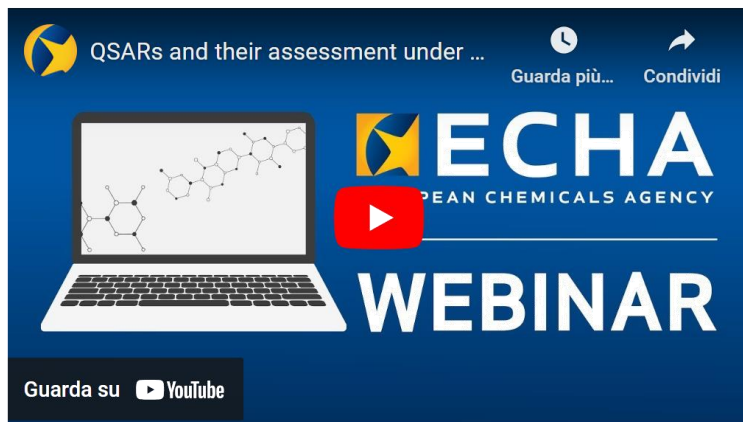 QSARs and their assessment under ...
Guarda più...
Condividi
ECHA
PEAN CHEMICALS AGENCY
WEBINAR
Guarda su YouTube